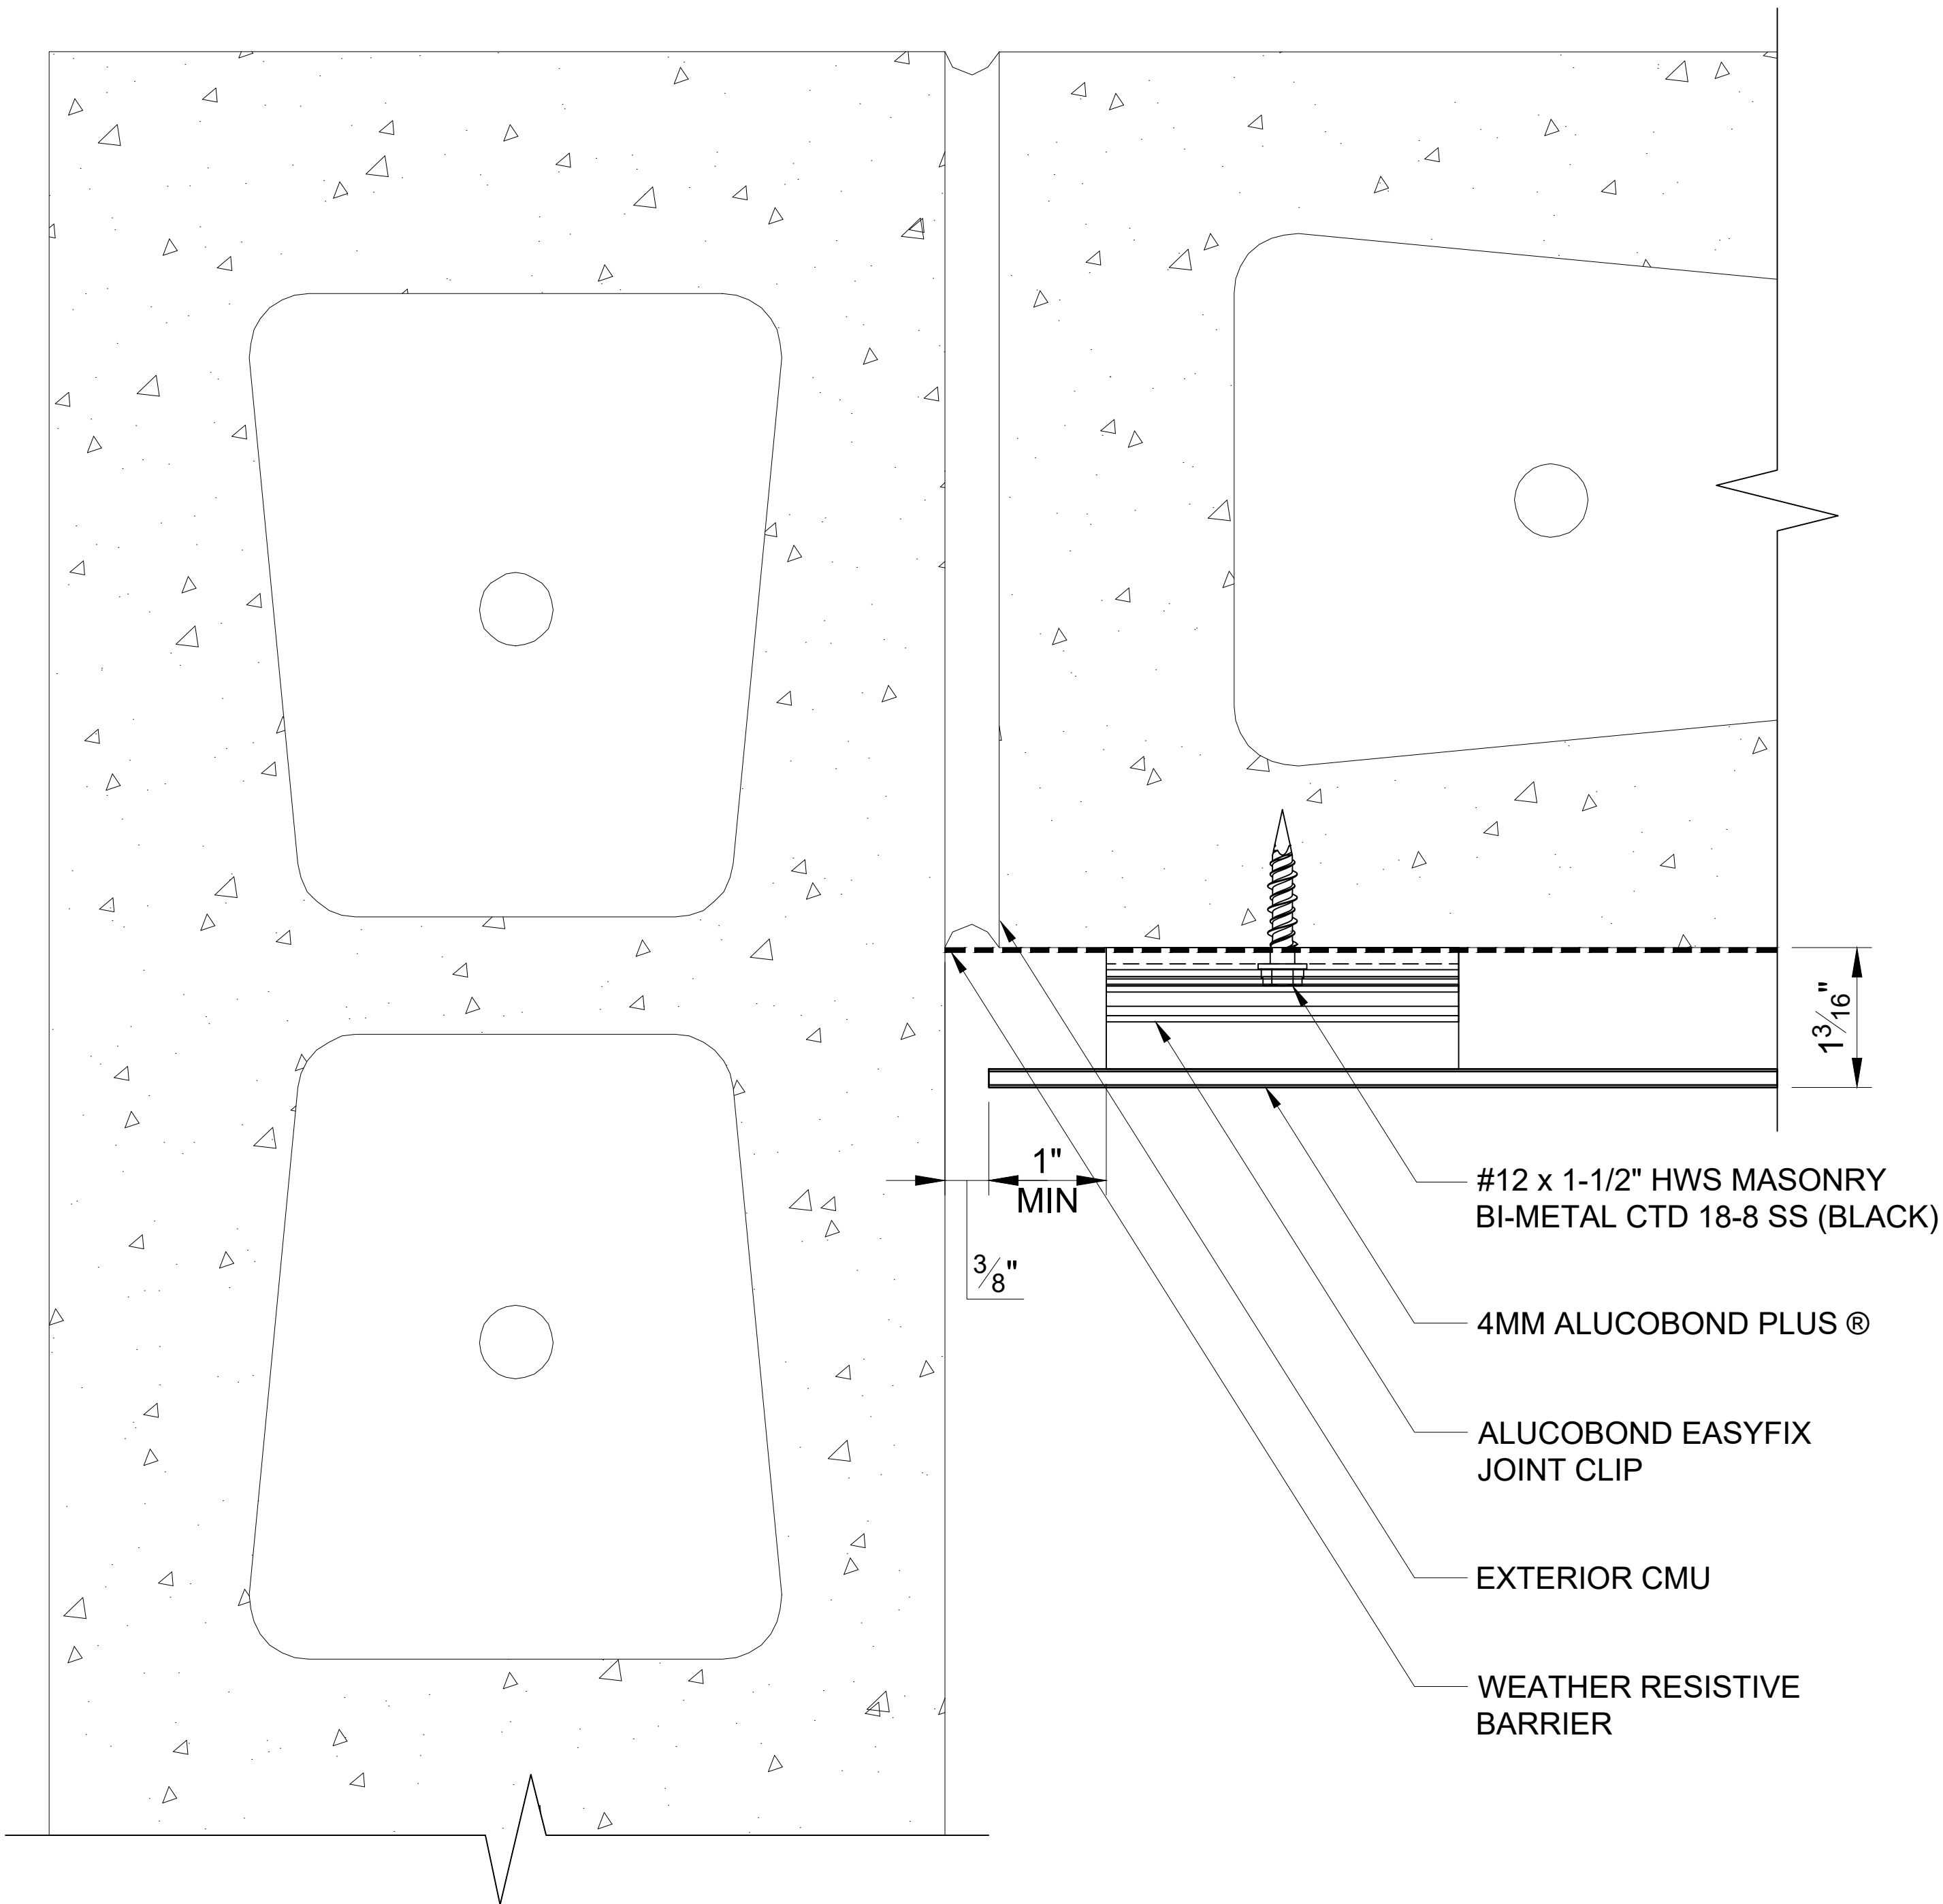 1 3/16"
1"
MIN
3/8"
#12 x 1-1/2" HWS MASONRY
BI-METAL CTD 18-8 SS (BLACK)
4MM ALUCOBOND PLUS ®
ALUCOBOND EASYFIX
JOINT CLIP
EXTERIOR CMU
WEATHER RESISTIVE
BARRIER